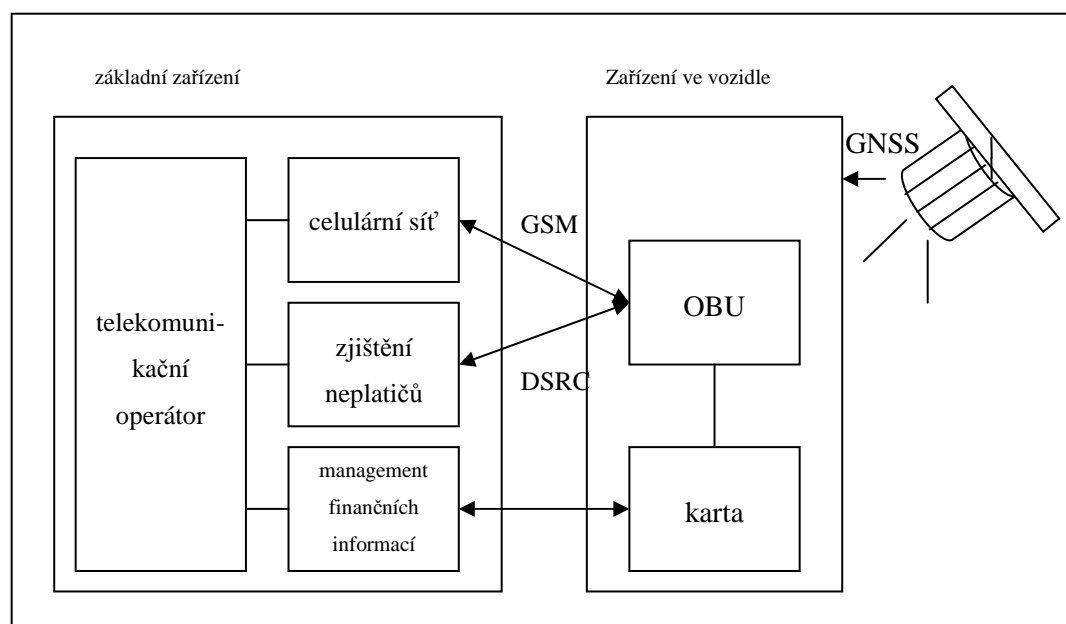 základní zařízení
Zařízení ve vozidle
GNSS
celulární síť
GSM
OBU
telekomuni-
kační
operátor
zjištění
neplatičů
DSRC
management
finančních
informací
karta